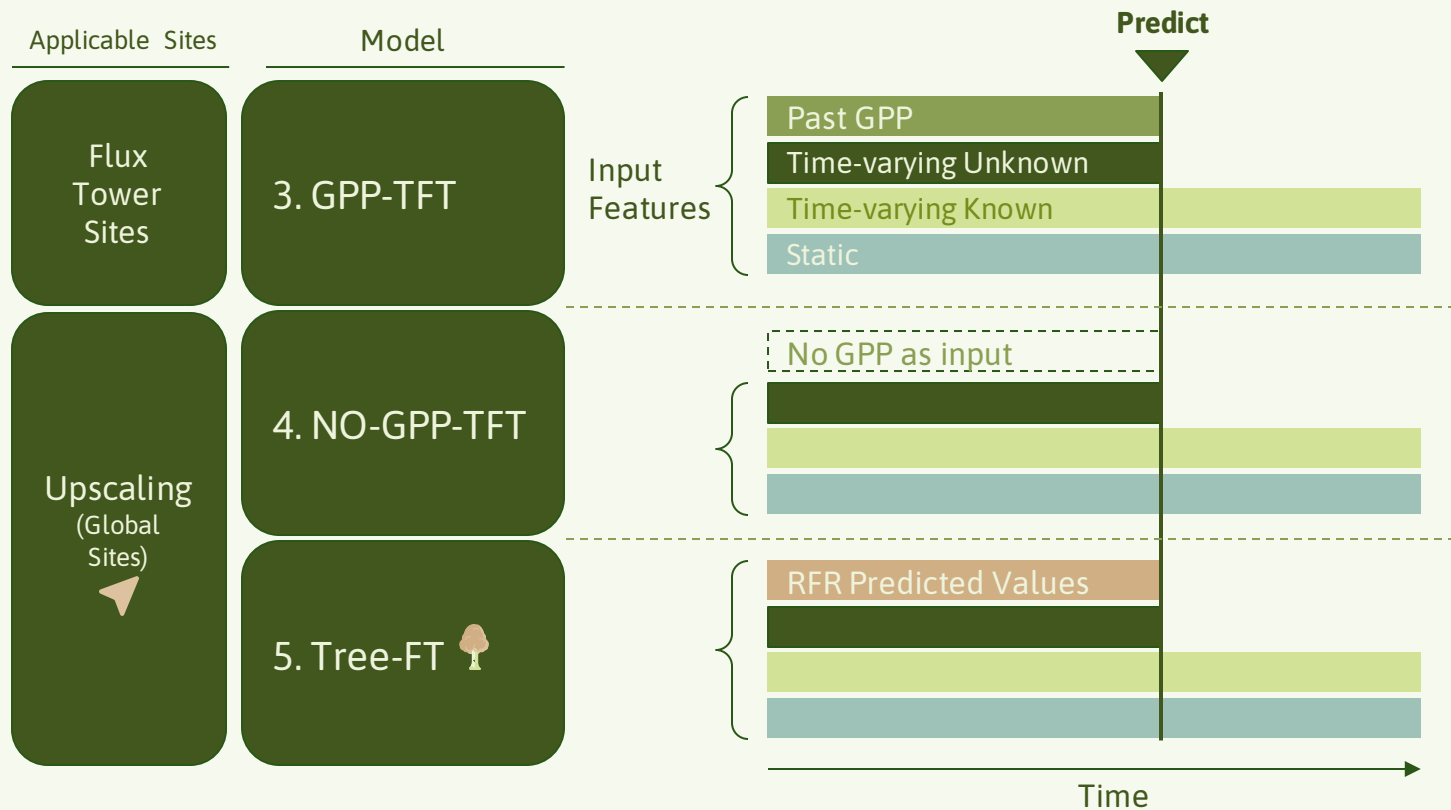 Applicable Sites
Model
Predict
Flux
Tower
Sites
3. GPP-TFT
Input
Features
Past GPP
Time-varying Unknown
Time-varying Known
Static
Upscaling
(Global
Sites)
4. NO-GPP-TFT
No GPP as input
5. Tree-FT
RFR Predicted Values
Time